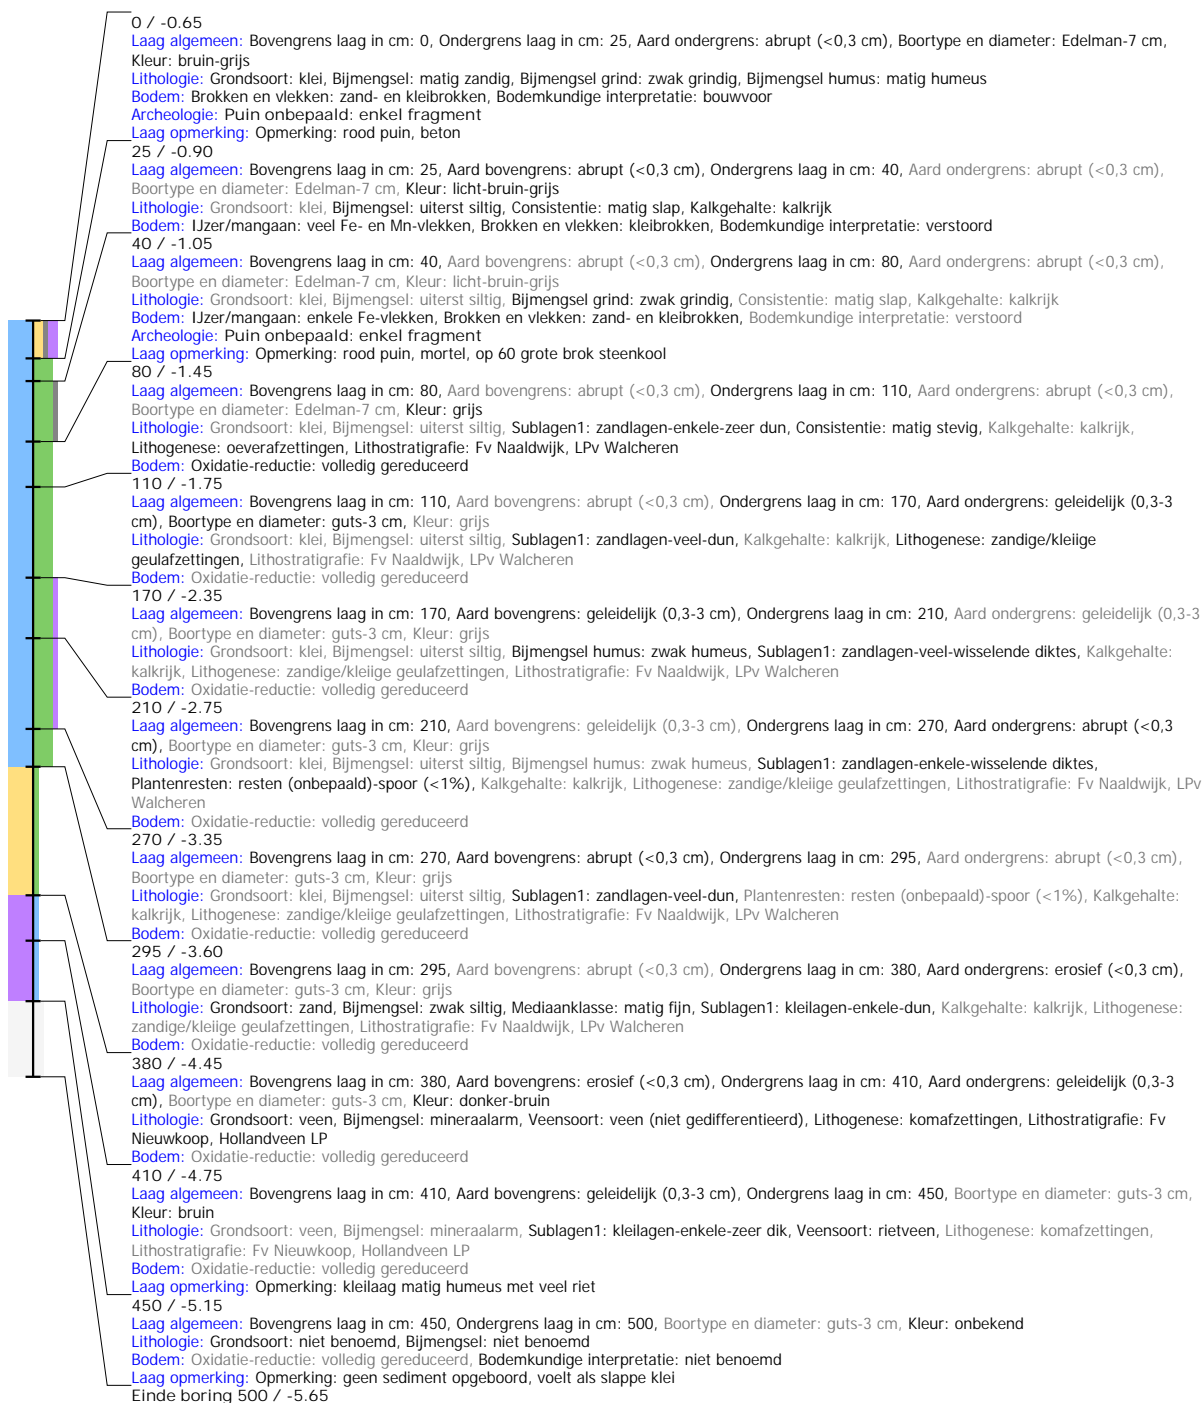 0 / -0.65
Laag algemeen: Bovengrens laag in cm: 0, Ondergrens laag in cm: 25, Aard ondergrens: abrupt (<0,3 cm), Boortype en diameter: Edelman-7 cm,
Kleur: bruin-grijs
Lithologie: Grondsoort: klei, Bijmengsel: matig zandig, Bijmengsel grind: zwak grindig, Bijmengsel humus: matig humeus
Bodem: Brokken en vlekken: zand- en kleibrokken, Bodemkundige interpretatie: bouwvoor
Archeologie: Puin onbepaald: enkel fragment
Laag opmerking: Opmerking: rood puin, beton
25 / -0.90
Laag algemeen: Bovengrens laag in cm: 25, Aard bovengrens: abrupt (<0,3 cm), Ondergrens laag in cm: 40, Aard ondergrens: abrupt (<0,3 cm),
Boortype en diameter: Edelman-7 cm, Kleur: licht-bruin-grijs
Lithologie: Grondsoort: klei, Bijmengsel: uiterst siltig, Consistentie: matig slap, Kalkgehalte: kalkrijk
Bodem: IJzer/mangaan: veel Fe- en Mn-vlekken, Brokken en vlekken: kleibrokken, Bodemkundige interpretatie: verstoord
40 / -1.05
Laag algemeen: Bovengrens laag in cm: 40, Aard bovengrens: abrupt (<0,3 cm), Ondergrens laag in cm: 80, Aard ondergrens: abrupt (<0,3 cm),
Boortype en diameter: Edelman-7 cm, Kleur: licht-bruin-grijs
Lithologie: Grondsoort: klei, Bijmengsel: uiterst siltig, Bijmengsel grind: zwak grindig, Consistentie: matig slap, Kalkgehalte: kalkrijk
Bodem: IJzer/mangaan: enkele Fe-vlekken, Brokken en vlekken: zand- en kleibrokken, Bodemkundige interpretatie: verstoord
Archeologie: Puin onbepaald: enkel fragment
Laag opmerking: Opmerking: rood puin, mortel, op 60 grote brok steenkool
80 / -1.45
Laag algemeen: Bovengrens laag in cm: 80, Aard bovengrens: abrupt (<0,3 cm), Ondergrens laag in cm: 110, Aard ondergrens: abrupt (<0,3 cm),
Boortype en diameter: Edelman-7 cm, Kleur: grijs
Lithologie: Grondsoort: klei, Bijmengsel: uiterst siltig, Sublagen1: zandlagen-enkele-zeer dun, Consistentie: matig stevig, Kalkgehalte: kalkrijk,
Lithogenese: oeverafzettingen, Lithostratigrafie: Fv Naaldwijk, LPv Walcheren
Bodem: Oxidatie-reductie: volledig gereduceerd
110 / -1.75
Laag algemeen: Bovengrens laag in cm: 110, Aard bovengrens: abrupt (<0,3 cm), Ondergrens laag in cm: 170, Aard ondergrens: geleidelijk (0,3-3
cm), Boortype en diameter: guts-3 cm, Kleur: grijs
Lithologie: Grondsoort: klei, Bijmengsel: uiterst siltig, Sublagen1: zandlagen-veel-dun, Kalkgehalte: kalkrijk, Lithogenese: zandige/kleiige
geulafzettingen, Lithostratigrafie: Fv Naaldwijk, LPv Walcheren
Bodem: Oxidatie-reductie: volledig gereduceerd
170 / -2.35
Laag algemeen: Bovengrens laag in cm: 170, Aard bovengrens: geleidelijk (0,3-3 cm), Ondergrens laag in cm: 210, Aard ondergrens: geleidelijk (0,3-3
cm), Boortype en diameter: guts-3 cm, Kleur: grijs
Lithologie: Grondsoort: klei, Bijmengsel: uiterst siltig, Bijmengsel humus: zwak humeus, Sublagen1: zandlagen-veel-wisselende diktes, Kalkgehalte:
kalkrijk, Lithogenese: zandige/kleiige geulafzettingen, Lithostratigrafie: Fv Naaldwijk, LPv Walcheren
Bodem: Oxidatie-reductie: volledig gereduceerd
210 / -2.75
Laag algemeen: Bovengrens laag in cm: 210, Aard bovengrens: geleidelijk (0,3-3 cm), Ondergrens laag in cm: 270, Aard ondergrens: abrupt (<0,3
cm), Boortype en diameter: guts-3 cm, Kleur: grijs
Lithologie: Grondsoort: klei, Bijmengsel: uiterst siltig, Bijmengsel humus: zwak humeus, Sublagen1: zandlagen-enkele-wisselende diktes,
Plantenresten: resten (onbepaald)-spoor (<1%), Kalkgehalte: kalkrijk, Lithogenese: zandige/kleiige geulafzettingen, Lithostratigrafie: Fv Naaldwijk, LPv
Walcheren
Bodem: Oxidatie-reductie: volledig gereduceerd
270 / -3.35
Laag algemeen: Bovengrens laag in cm: 270, Aard bovengrens: abrupt (<0,3 cm), Ondergrens laag in cm: 295, Aard ondergrens: abrupt (<0,3 cm),
Boortype en diameter: guts-3 cm, Kleur: grijs
Lithologie: Grondsoort: klei, Bijmengsel: uiterst siltig, Sublagen1: zandlagen-veel-dun, Plantenresten: resten (onbepaald)-spoor (<1%), Kalkgehalte:
kalkrijk, Lithogenese: zandige/kleiige geulafzettingen, Lithostratigrafie: Fv Naaldwijk, LPv Walcheren
Bodem: Oxidatie-reductie: volledig gereduceerd
295 / -3.60
Laag algemeen: Bovengrens laag in cm: 295, Aard bovengrens: abrupt (<0,3 cm), Ondergrens laag in cm: 380, Aard ondergrens: erosief (<0,3 cm),
Boortype en diameter: guts-3 cm, Kleur: grijs
Lithologie: Grondsoort: zand, Bijmengsel: zwak siltig, Mediaanklasse: matig fijn, Sublagen1: kleilagen-enkele-dun, Kalkgehalte: kalkrijk, Lithogenese:
zandige/kleiige geulafzettingen, Lithostratigrafie: Fv Naaldwijk, LPv Walcheren
Bodem: Oxidatie-reductie: volledig gereduceerd
380 / -4.45
Laag algemeen: Bovengrens laag in cm: 380, Aard bovengrens: erosief (<0,3 cm), Ondergrens laag in cm: 410, Aard ondergrens: geleidelijk (0,3-3
cm), Boortype en diameter: guts-3 cm, Kleur: donker-bruin
Lithologie: Grondsoort: veen, Bijmengsel: mineraalarm, Veensoort: veen (niet gedifferentieerd), Lithogenese: komafzettingen, Lithostratigrafie: Fv
Nieuwkoop, Hollandveen LP
Bodem: Oxidatie-reductie: volledig gereduceerd
410 / -4.75
Laag algemeen: Bovengrens laag in cm: 410, Aard bovengrens: geleidelijk (0,3-3 cm), Ondergrens laag in cm: 450, Boortype en diameter: guts-3 cm,
Kleur: bruin
Lithologie: Grondsoort: veen, Bijmengsel: mineraalarm, Sublagen1: kleilagen-enkele-zeer dik, Veensoort: rietveen, Lithogenese: komafzettingen,
Lithostratigrafie: Fv Nieuwkoop, Hollandveen LP
Bodem: Oxidatie-reductie: volledig gereduceerd
Laag opmerking: Opmerking: kleilaag matig humeus met veel riet
450 / -5.15
Laag algemeen: Bovengrens laag in cm: 450, Ondergrens laag in cm: 500, Boortype en diameter: guts-3 cm, Kleur: onbekend
Lithologie: Grondsoort: niet benoemd, Bijmengsel: niet benoemd
Bodem: Oxidatie-reductie: volledig gereduceerd, Bodemkundige interpretatie: niet benoemd
Laag opmerking: Opmerking: geen sediment opgeboord, voelt als slappe klei
Einde boring 500 / -5.65